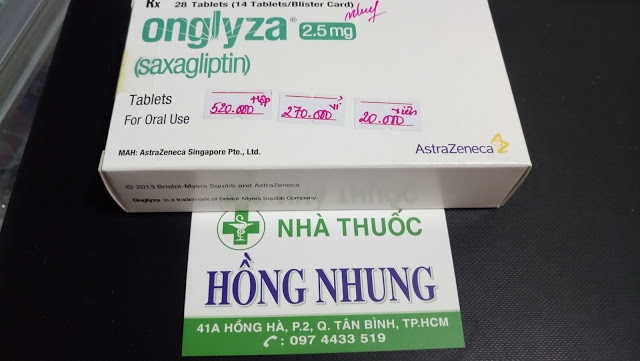 Rx 28 Tablets (14 Tablets/Blister Card)
onglyza® 2.5 mg
(saxagliptin)
Tablets
For Oral Use
520.000 Hộp
270.000 vỉ
20.000 viên
MAH: AstraZeneca Singapore Pte., Ltd.
AstraZeneca
© 2013 Bristol-Myers Squibb and AstraZeneca
Onglyza is a trademark of Bristol-Myers Squibb Company.
NHÀ THUỐC
HỒNG NHUNG
41A HỒNG HÀ, P.2, Q. TÂN BÌNH, TP.HCM
: 097 4433 519